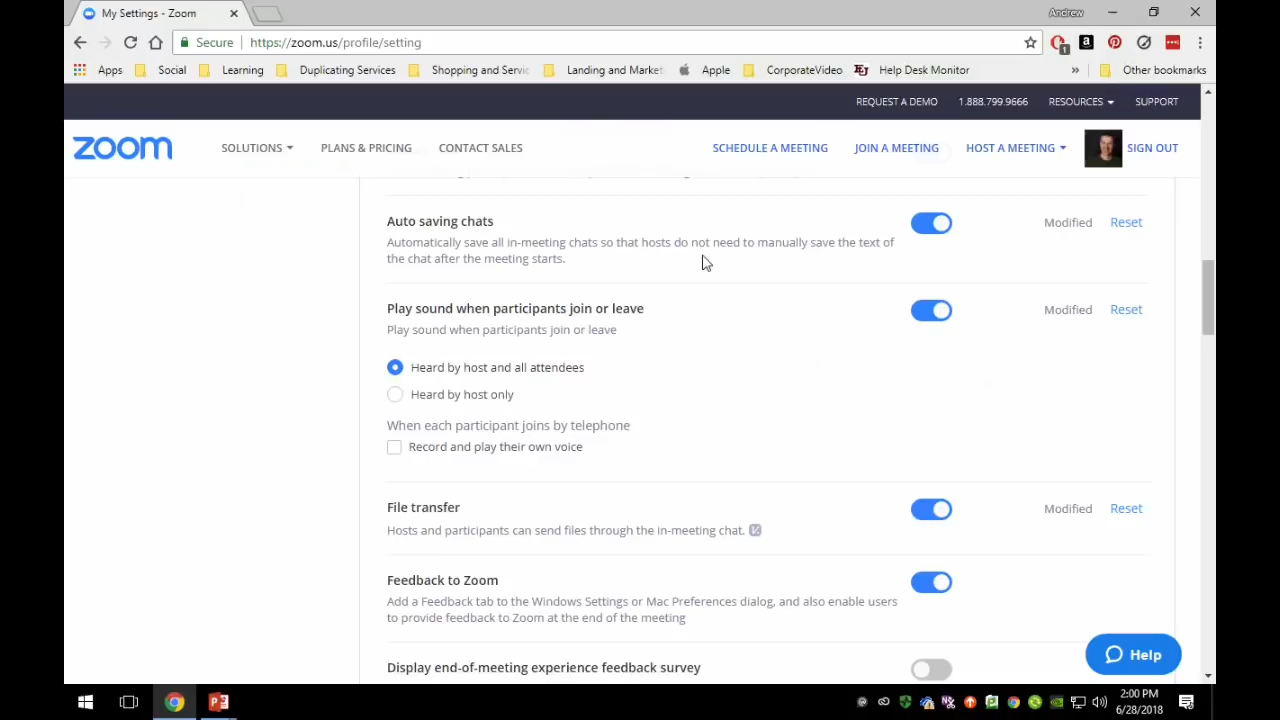 My Settings - Zoom
Andrew
Secure
https://zoom.us/profile/setting
1
Apps
Social
Learning
Duplicating Services
Shopping and Servic
Landing and Market
Apple
CorporateVideo
Help Desk Monitor
»
Other bookmarks
REQUEST A DEMO
1.888.799.9666
RESOURCES
SUPPORT
zoom
SOLUTIONS
PLANS & PRICING
CONTACT SALES
SCHEDULE A MEETING
JOIN A MEETING
HOST A MEETING
SIGN OUT
Auto saving chats
Modified
Reset
Automatically save all in-meeting chats so that hosts do not need to manually save the text of
the chat after the meeting starts.
Play sound when participants join or leave
Modified
Reset
Play sound when participants join or leave
Heard by host and all attendees
Heard by host only
When each participant joins by telephone
Record and play their own voice
File transfer
Modified
Reset
Hosts and participants can send files through the in-meeting chat.
Feedback to Zoom
Add a Feedback tab to the Windows Settings or Mac Preferences dialog, and also enable users
to provide feedback to Zoom at the end of the meeting
Help
Display end-of-meeting experience feedback survey
2:00 PM
6/28/2018